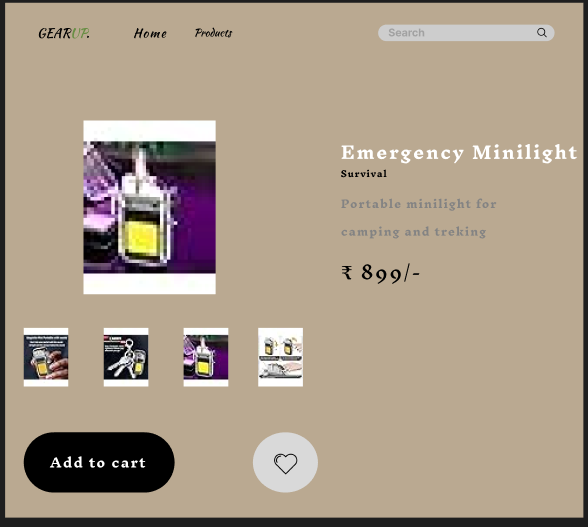 GEARUP.
Home
Products
Search
Emergency Minilight
Survival
Portable minilight for
camping and treking
₹ 899/-
Add to cart